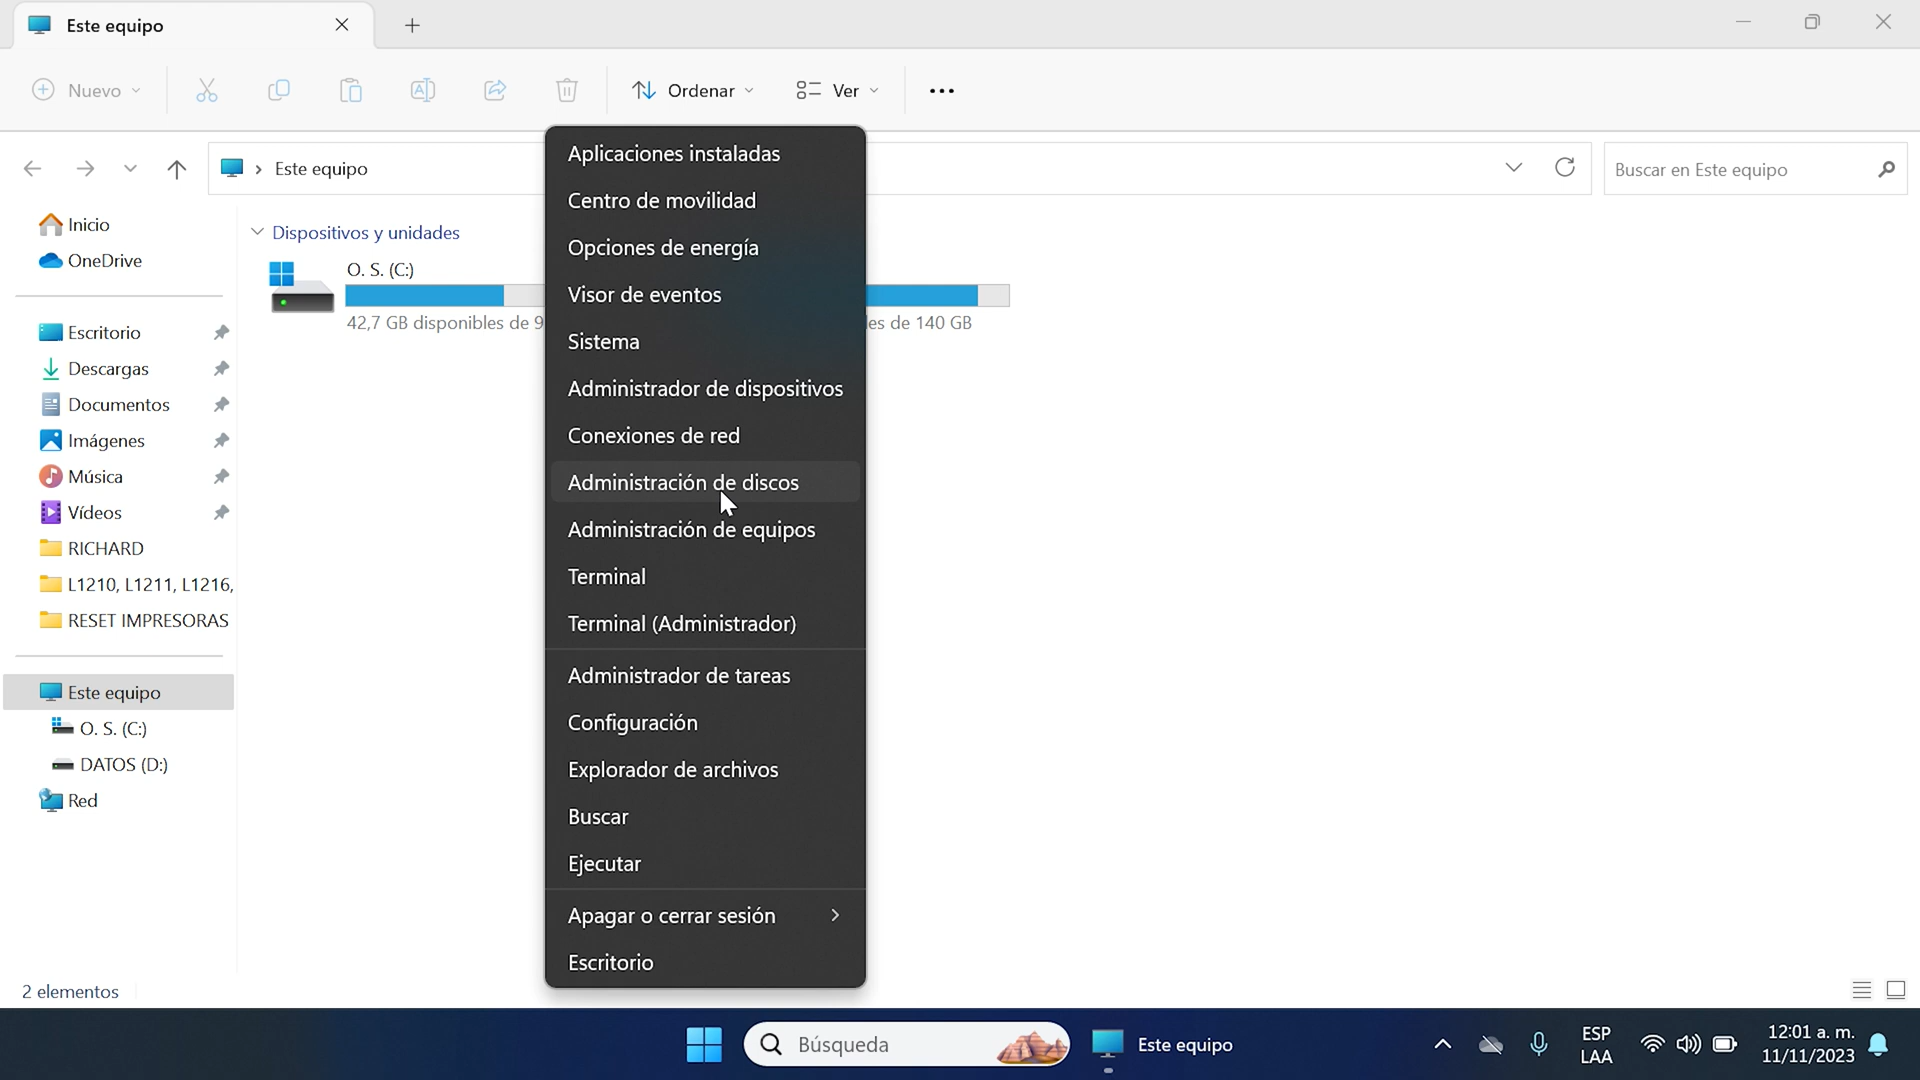 Este equipo
Nuevo
Ordenar
Ver
Este equipo
Buscar en Este equipo
Inicio
OneDrive
Escritorio
Descargas
Documentos
Imágenes
Música
Vídeos
RICHARD
L1210, L1211, L1216,
RESET IMPRESORAS
Este equipo
O. S. (C:)
DATOS (D:)
Red
Dispositivos y unidades
O. S. (C:)
42,7 GB disponibles de 9
les de 140 GB
Aplicaciones instaladas
Centro de movilidad
Opciones de energía
Visor de eventos
Sistema
Administrador de dispositivos
Conexiones de red
Administración de discos
Administración de equipos
Terminal
Terminal (Administrador)
Administrador de tareas
Configuración
Explorador de archivos
Buscar
Ejecutar
Apagar o cerrar sesión
Escritorio
2 elementos
Búsqueda
Este equipo
ESP
LAA
12:01 a. m.
11/11/2023